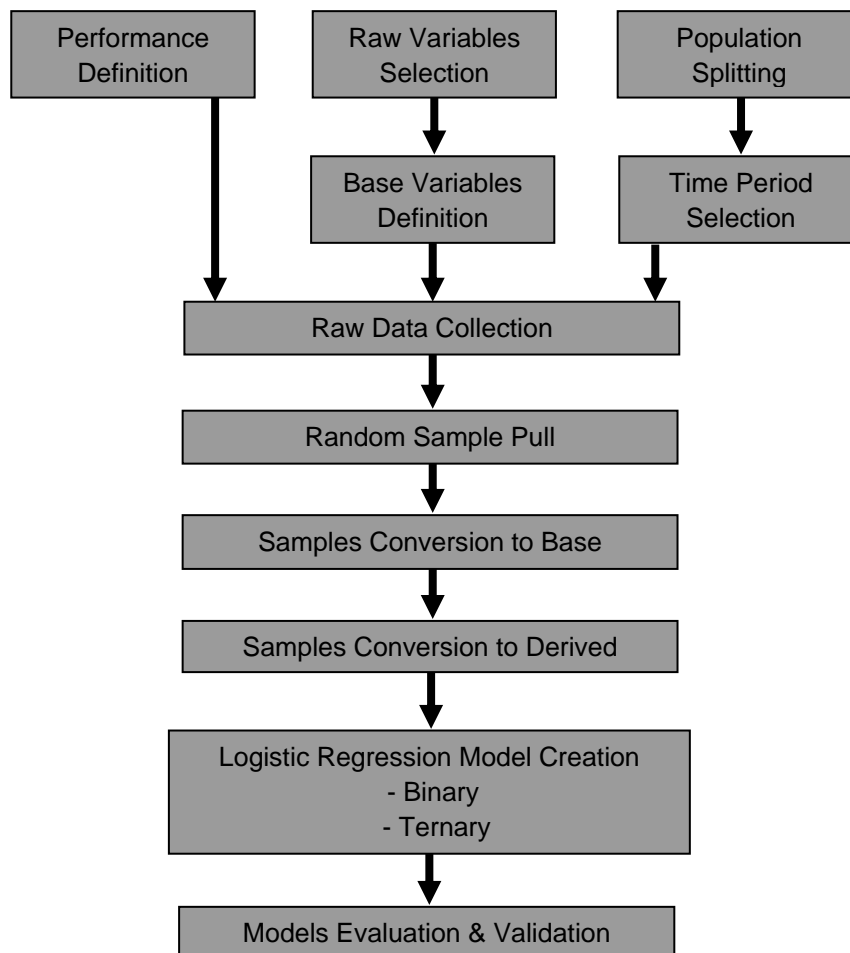 Performance
Definition
Raw Variables
Selection
Population
Splitting
Base Variables
Definition
Time Period
Selection
Raw Data Collection
Random Sample Pull
Samples Conversion to Base
Samples Conversion to Derived
Logistic Regression Model Creation
- Binary
- Ternary
Models Evaluation & Validation